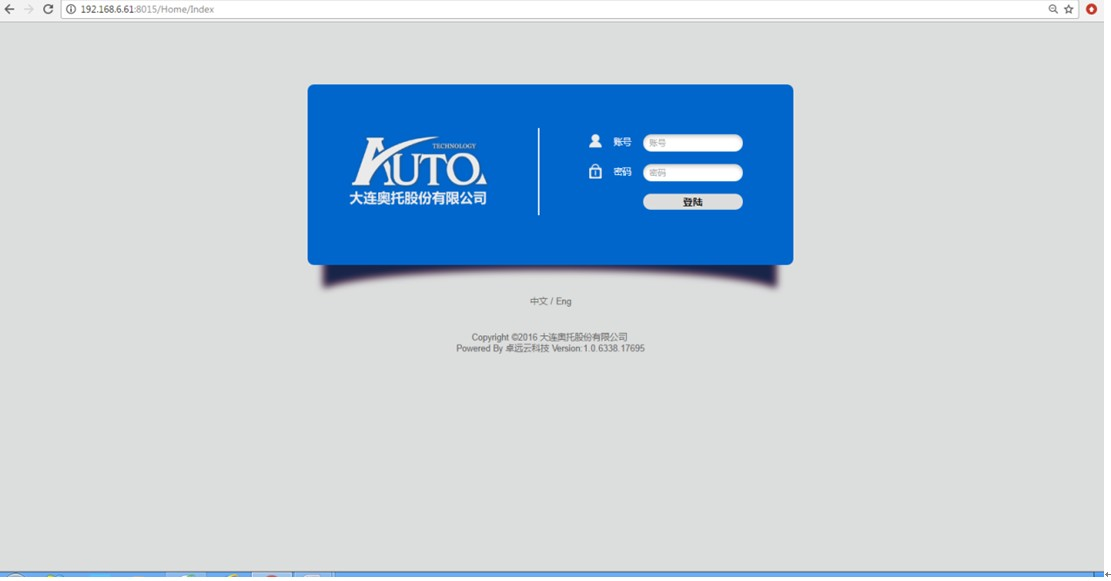 192.168.6.61:8015/Home/Index
TECHNOLOGY
AUTO
大连奥托股份有限公司
账号
账号
密码
密码
登陆
中文 / Eng
Copyright ©2016 大连奥托股份有限公司
Powered By 卓远云科技 Version:1.0.6338.17695